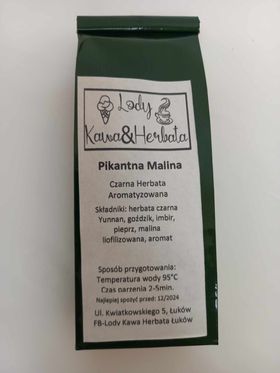 Lody
Kawa&Herbata
Pikantna Malina
Czarna Herbata
Aromatyzowana
Składniki: herbata czarna
Yunnan, goździk, imbir,
pieprz, malina
liofilizowana, aromat
Sposób przygotowania:
Temperatura wody 95°C
Czas parzenia 2-5min.
Najlepiej spożyć przed: 12/2024
Ul. Kwiatkowskiego 5, Łuków
FB-Lody Kawa Herbata Łuków